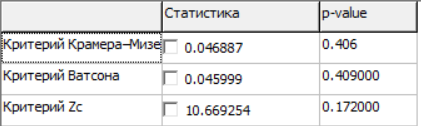 Статистика p-value
Критерий Крамера–Мизе 0.046887 0.406
Критерий Ватсона 0.045999 0.409000
Критерий Zc 10.669254 0.172000